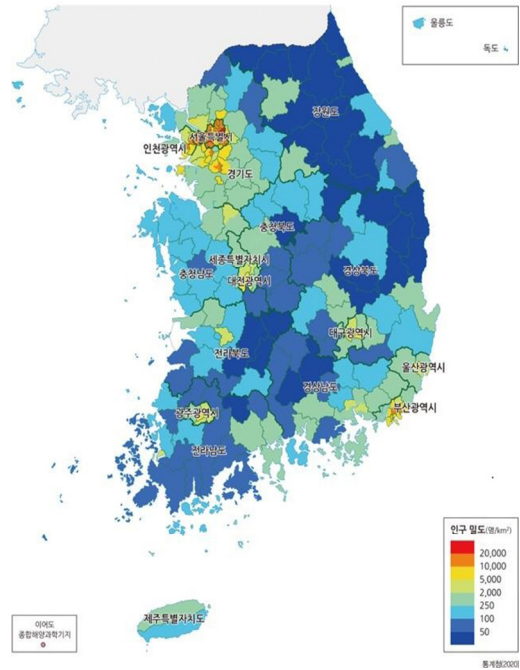 울릉도
독도
강원도
서울특별시
인천광역시
경기도
충청북도
세종특별자치시
충청남도
대전광역시
경상북도
대구광역시
전라북도
울산광역시
경상남도
광주광역시
부산광역시
전라남도
제주특별자치도
이어도
종합해양과학기지
인구 밀도(명/km²)
20,000
10,000
5,000
2,000
250
100
50
통계청(2020)